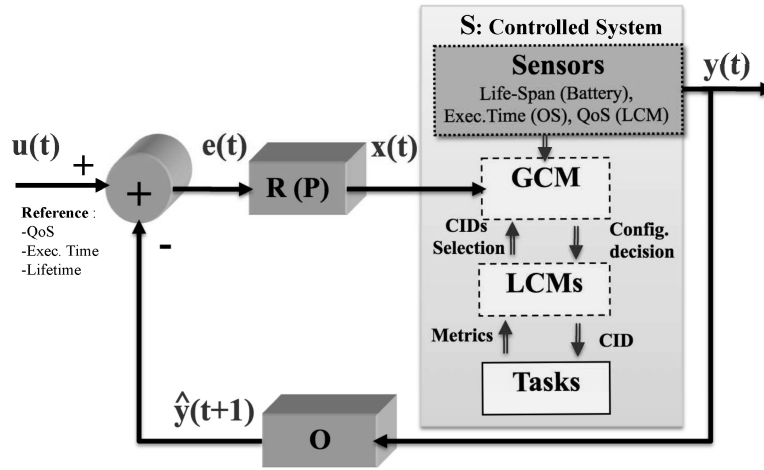 S: Controlled System
Sensors
Life-Span (Battery),
Exec.Time (OS), QoS (LCM)
y(t)
u(t)
+
+
e(t)
R (P)
x(t)
GCM
Reference :
-QoS
-Exec. Time
-Lifetime
-
CIDs
Selection
Config.
decision
LCMs
Metrics
CID
Tasks
ŷ(t+1)
O